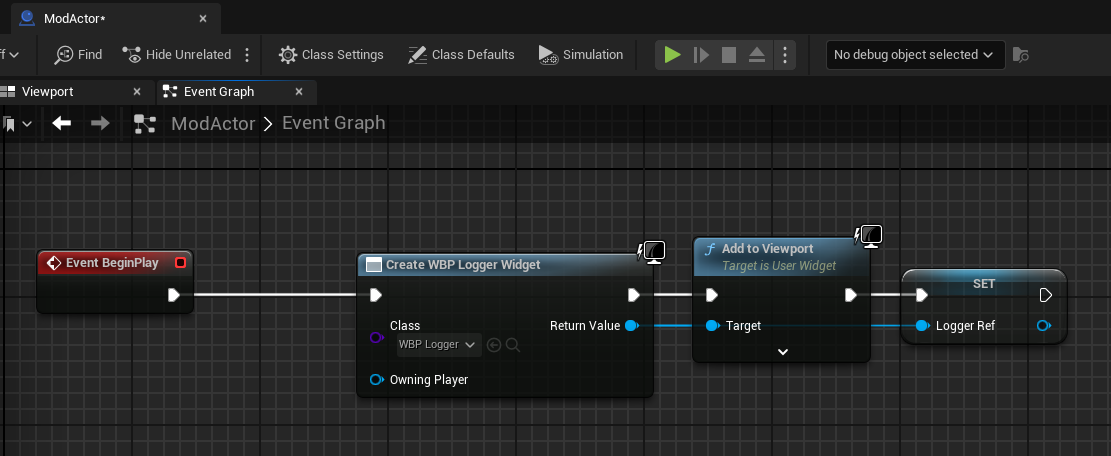 ModActor*
Find
Hide Unrelated
Class Settings
Class Defaults
Simulation
No debug object selected
Viewport
Event Graph
ModActor > Event Graph
Event BeginPlay
Create WBP Logger Widget
Class
WBP Logger
Return Value
Owning Player
Add to Viewport
Target is User Widget
Target
SET
Logger Ref